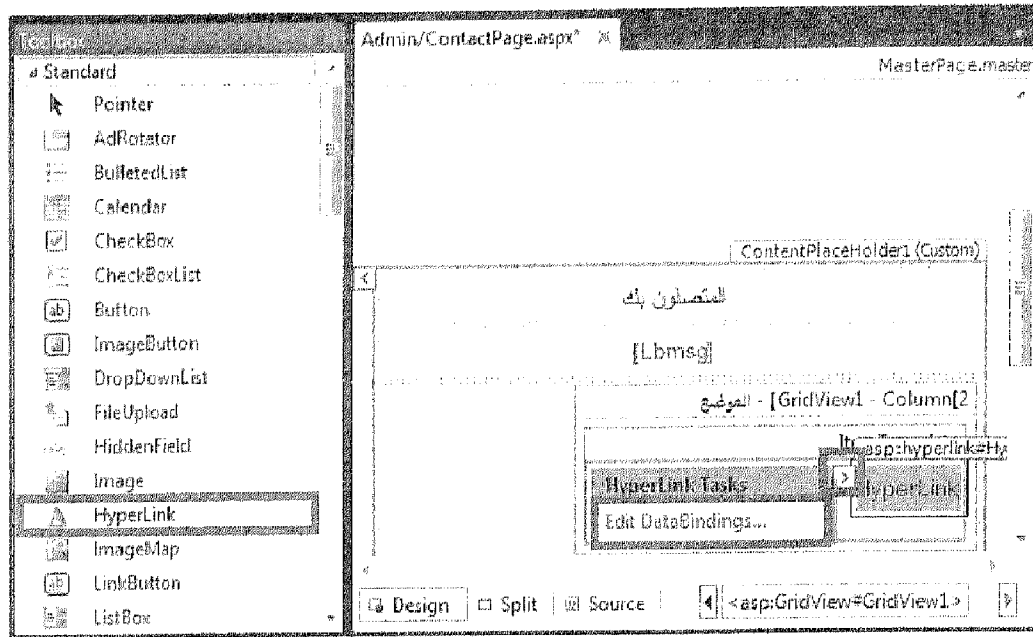 Toolbox
Standard
Pointer
AdRotator
BulletedList
Calendar
CheckBox
CheckBoxList
Button
ImageButton
DropDownList
FileUpload
HiddenField
Image
HyperLink
ImageMap
LinkButton
ListBox
Admin/ContactPage.aspx*
MasterPage.master
ContentPlaceHolder1 (Custom)
المتصلون بك
[Lbmsg]
GridView1 - Column[2] - الموضع
asp:hyperlink#Hy
HyperLink Tasks
HyperLink
Edit DataBindings...
Design Split Source <asp:GridView#GridView1>